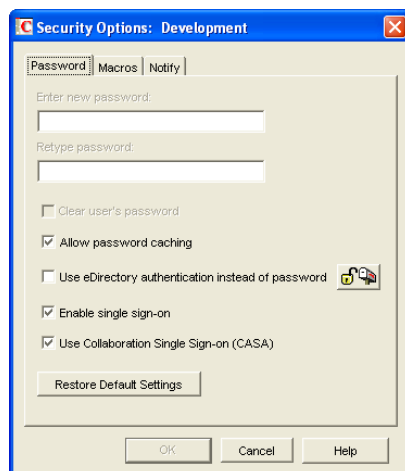 Security Options: Development
Password Macros Notify
Enter new password:
Retype password:
Clear user's password
Allow password caching
Use eDirectory authentication instead of password
Enable single sign-on
Use Collaboration Single Sign-on (CASA)
Restore Default Settings
OK Cancel Help